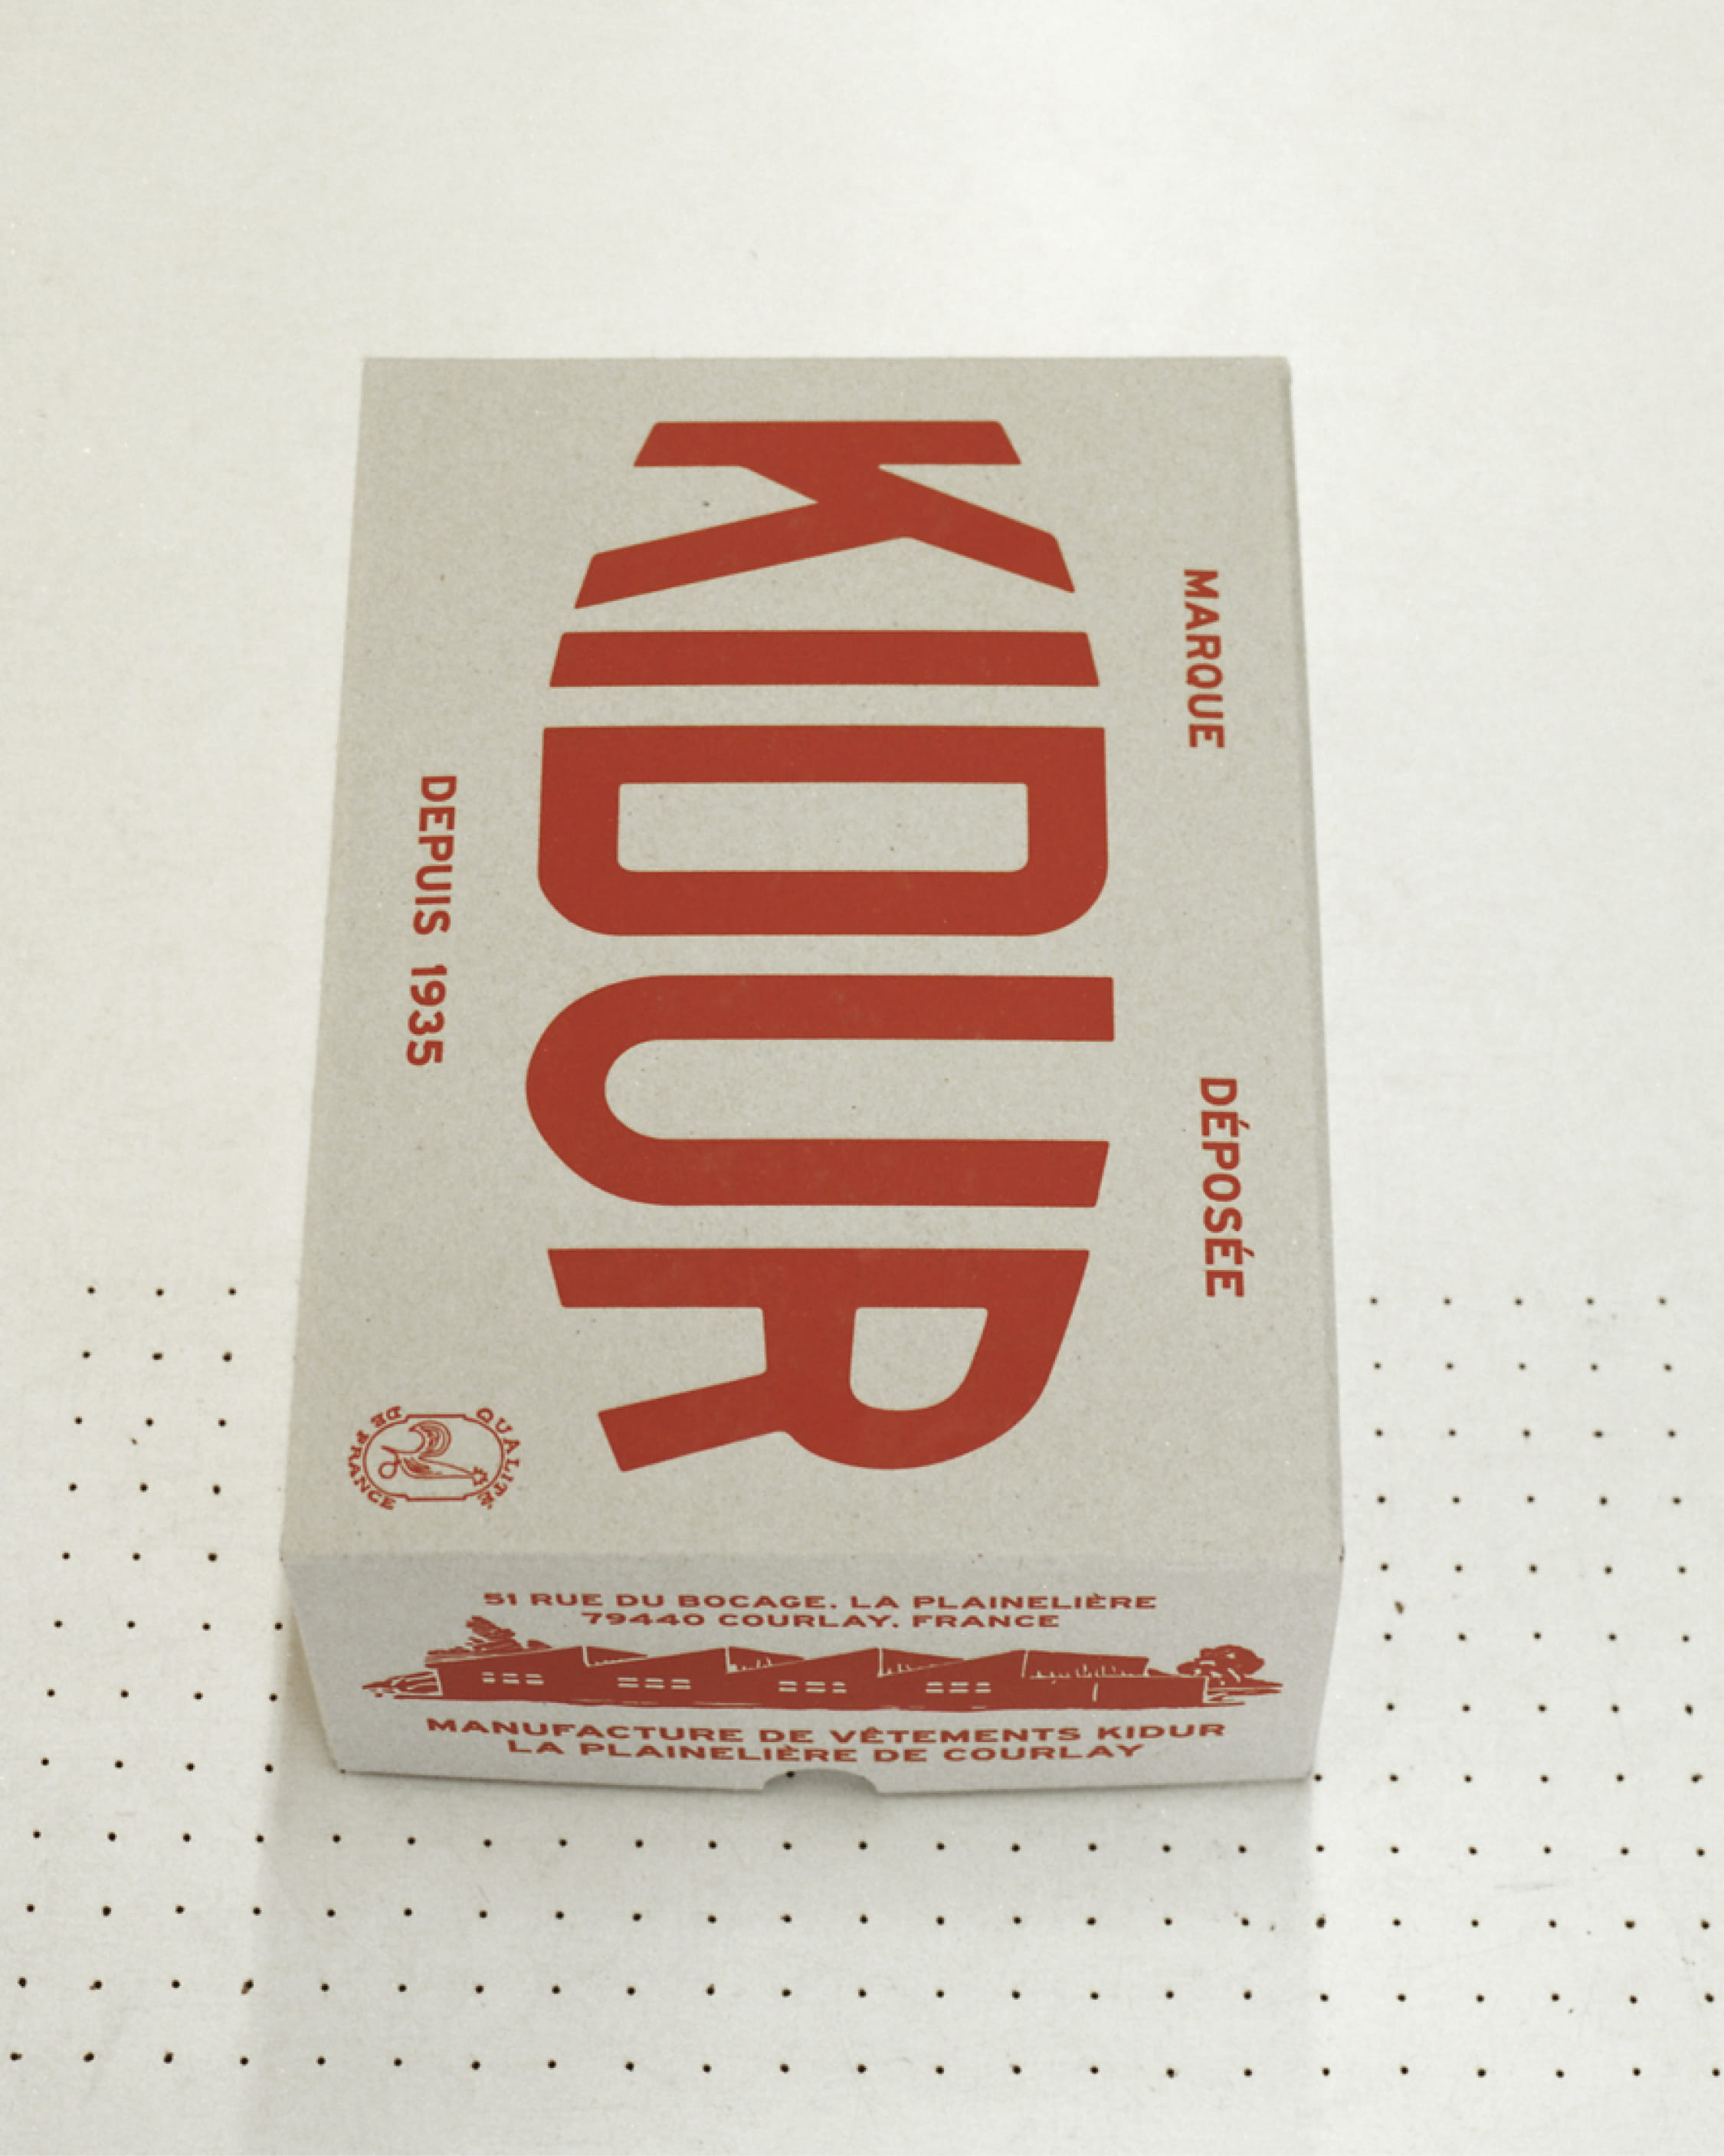 MARQUE DÉPOSÉE
KIDUR
DEPUIS 1935
QUALITÉ
DE FRANCE
51 RUE DU BOCAGE. LA PLAINELIÈRE
79440 COURLAY. FRANCE
MANUFACTURE DE VÊTEMENTS KIDUR
LA PLAINELIÈRE DE COURLAY